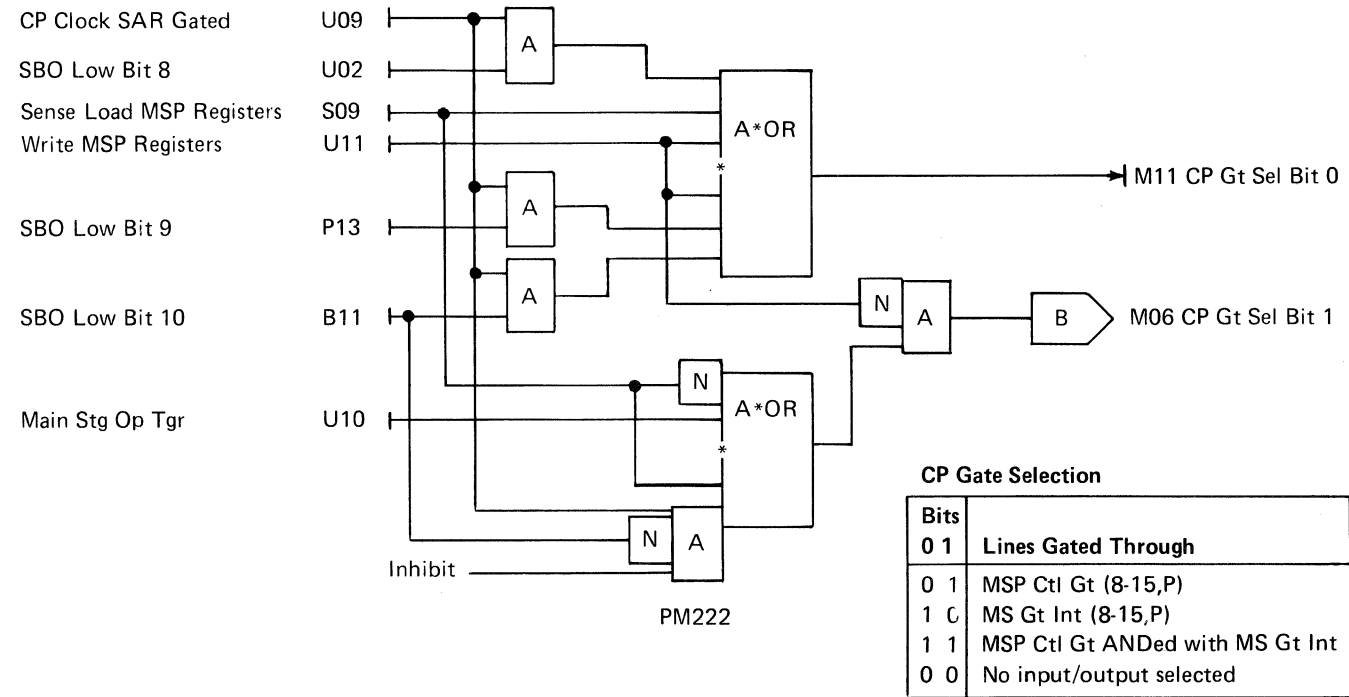 CP Clock SAR Gated U09
A
SBO Low Bit 8 U02
Sense Load MSP Registers S09
A*OR
Write MSP Registers U11
*
M11 CP Gt Sel Bit 0
A
SBO Low Bit 9 P13
A
N
A
B
M06 CP Gt Sel Bit 1
SBO Low Bit 10 B11
N
A*OR
Main Stg Op Tgr U10
*
N
A
Inhibit
PM222
CP Gate Selection
Bits
0 1 Lines Gated Through
0 1 MSP Ctl Gt (8-15,P)
1 0 MS Gt Int (8-15,P)
1 1 MSP Ctl Gt ANDed with MS Gt Int
0 0 No input/output selected